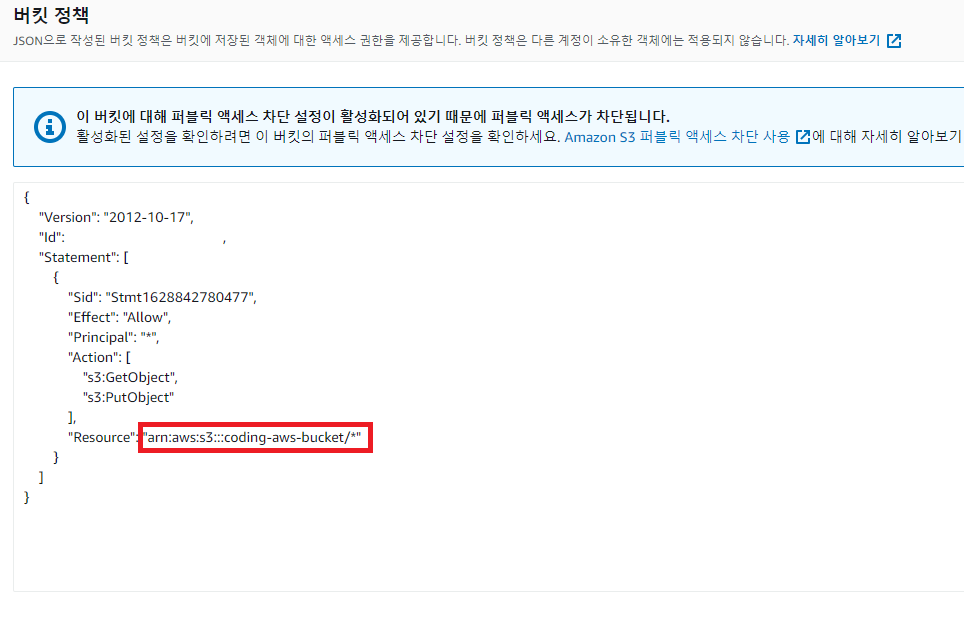 버킷 정책
JSON으로 작성된 버킷 정책은 버킷에 저장된 객체에 대한 액세스 권한을 제공합니다. 버킷 정책은 다른 계정이 소유한 객체에는 적용되지 않습니다. 자세히 알아보기
이 버킷에 대해 퍼블릭 액세스 차단 설정이 활성화되어 있기 때문에 퍼블릭 액세스가 차단됩니다.
활성화된 설정을 확인하려면 이 버킷의 퍼블릭 액세스 차단 설정을 확인하세요. Amazon S3 퍼블릭 액세스 차단 사용 에 대해 자세히 알아보기
{
"Version": "2012-10-17",
"Id": ,
"Statement": [
{
"Sid": "Stmt1628842780477",
"Effect": "Allow",
"Principal": "*",
"Action": [
"s3:GetObject",
"s3:PutObject"
],
"Resource": "arn:aws:s3:::coding-aws-bucket/*"
}
]
}